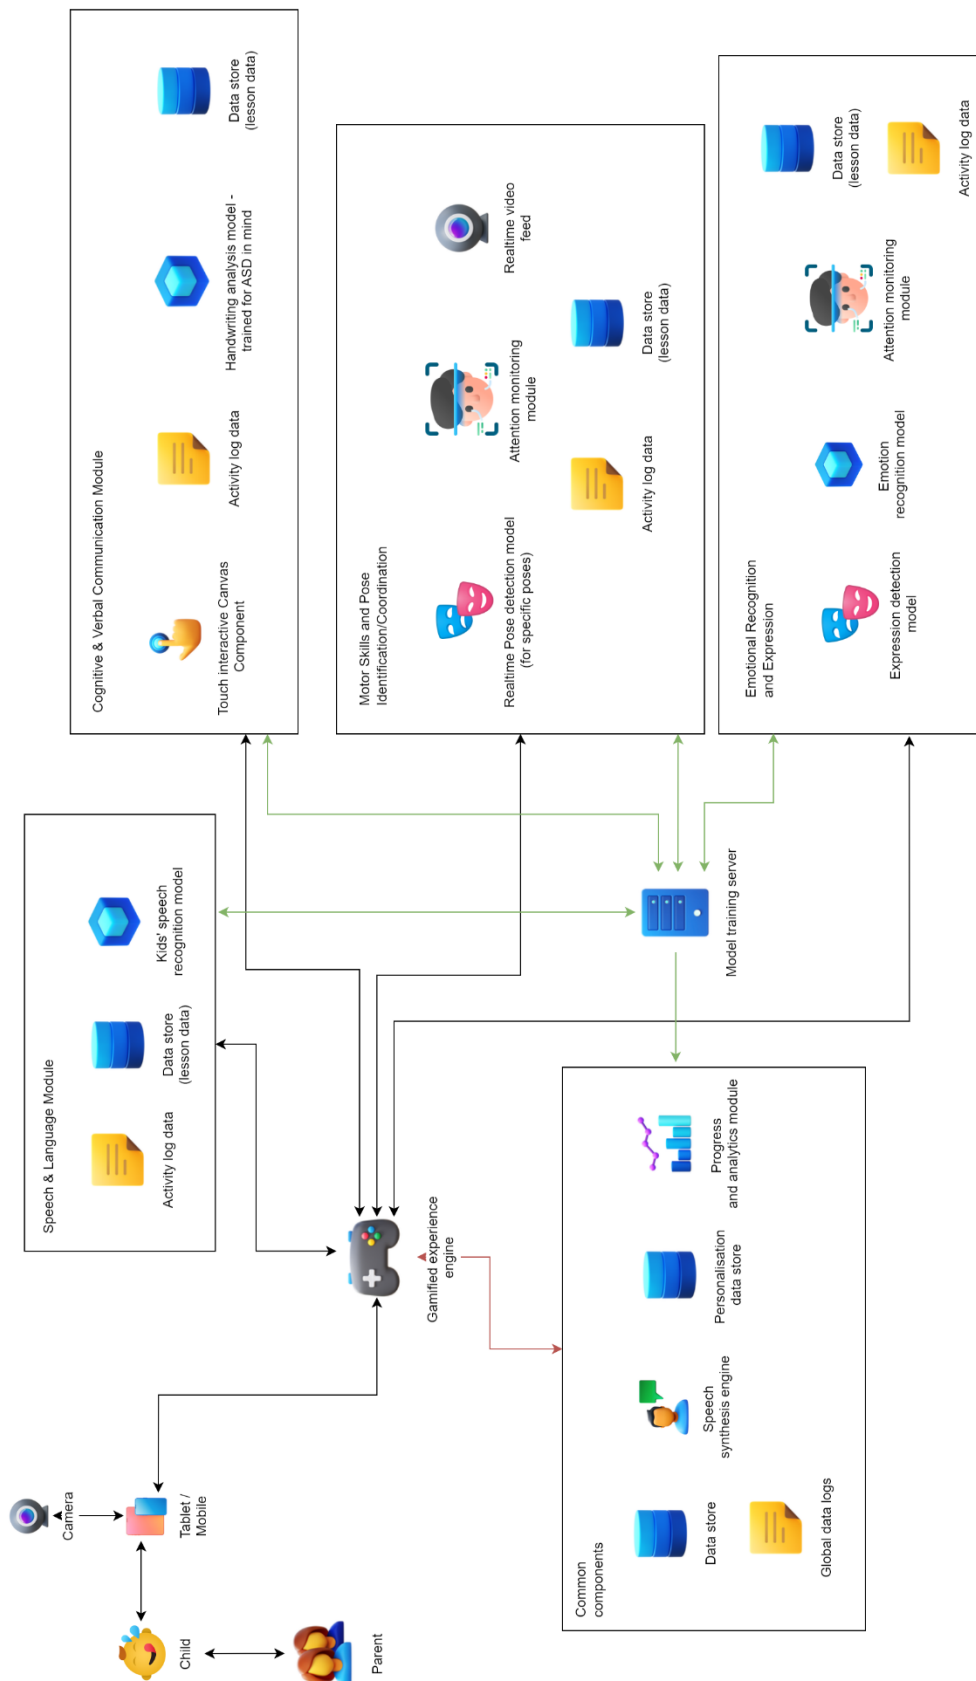 Camera
Tablet /
Mobile
Child
Parent
Gamified experience
engine
Speech & Language Module
Activity log data
Data store
(lesson data)
Kids' speech
recognition model
Common
components
Data store
Speech
synthesis engine
Personalisation
data store
Progress
and analytics module
Global data logs
Model training server
Cognitive & Verbal Communication Module
Touch interactive Canvas
Component
Activity log data
Handwriting analysis model -
trained for ASD in mind
Data store
(lesson data)
Motor Skills and Pose
Identification/Coordination
Realtime Pose detection model
(for specific poses)
Attention monitoring
module
Realtime video
feed
Activity log data
Data store
(lesson data)
Emotional Recognition
and Expression
Expression detection
model
Emotion
recognition model
Attention monitoring
module
Data store
(lesson data)
Activity log data